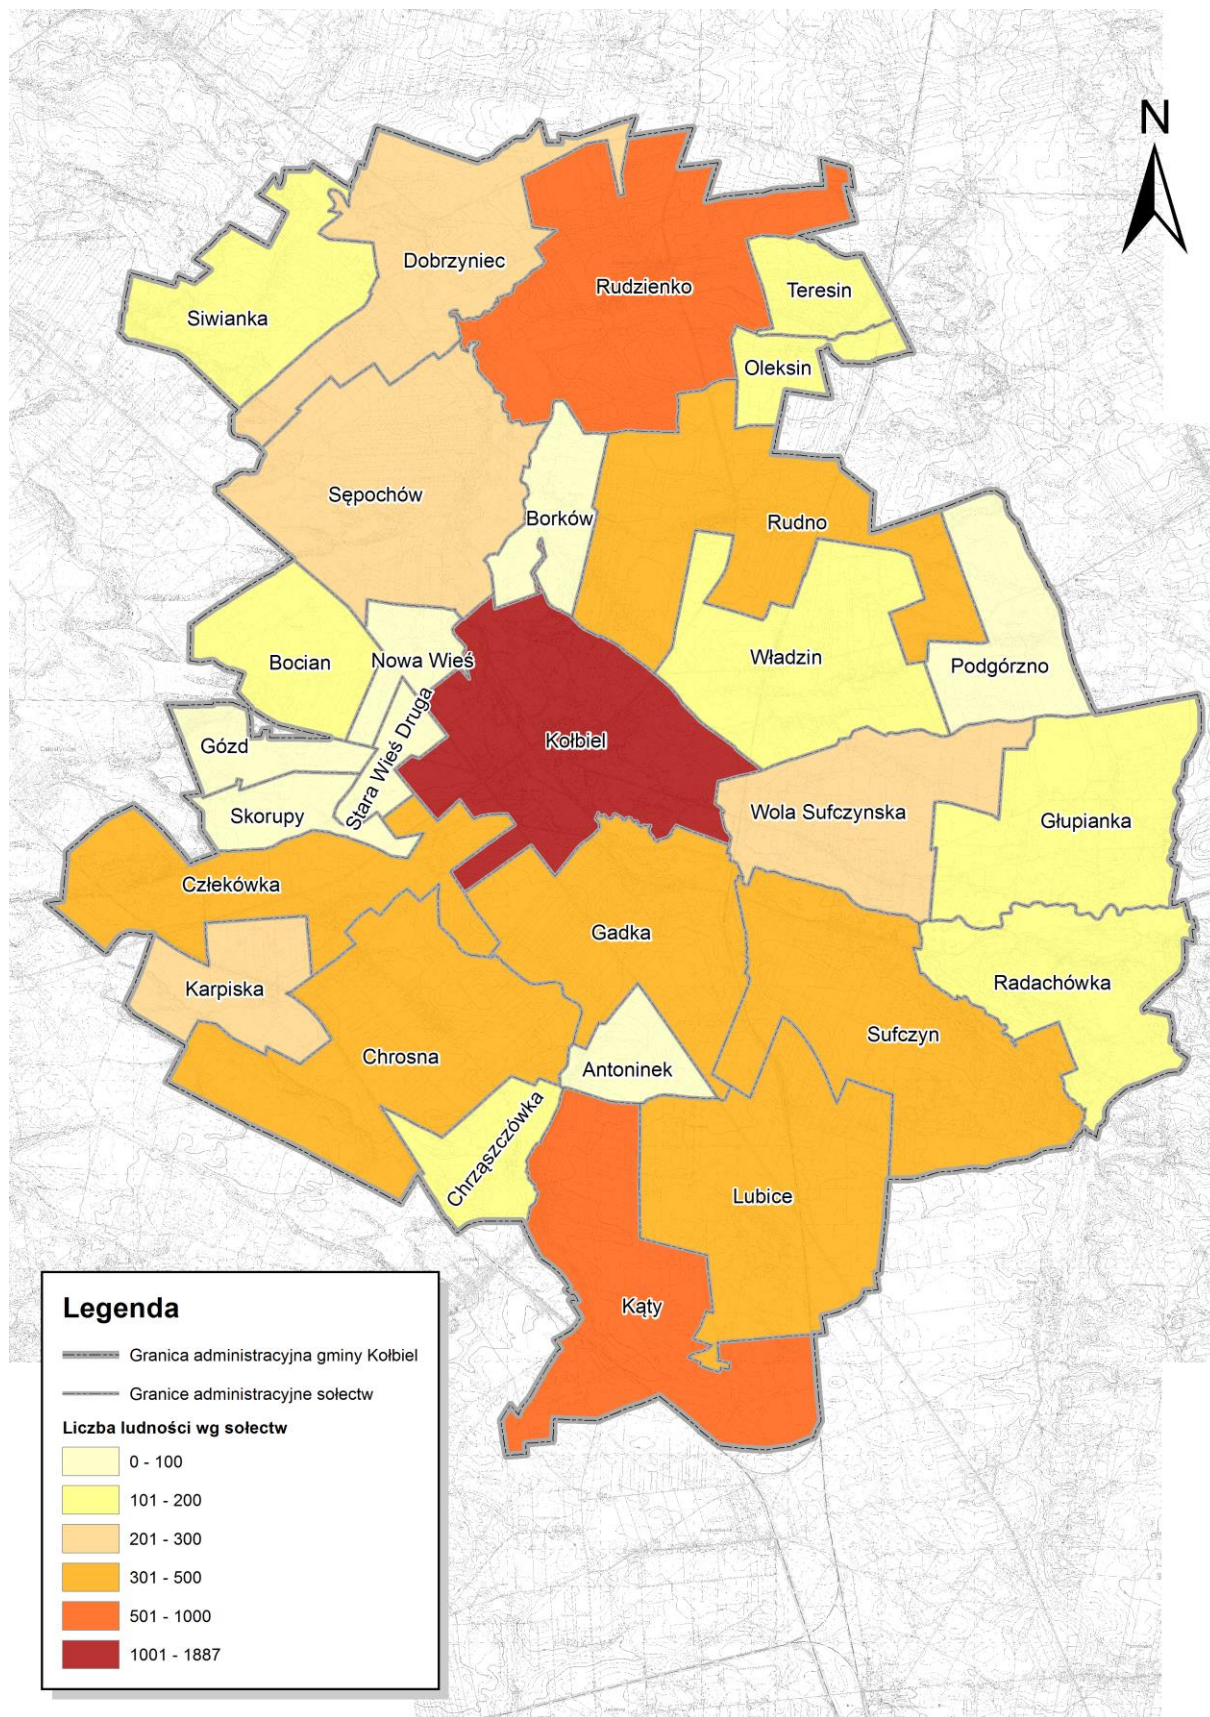 N
Dobrzyniec
Rudzienko
Teresin
Siwianka
Oleksin
Sępochów
Borków
Rudno
Bocian
Nowa Wieś
Władzin
Podgórzno
Stara Wieś Druga
Gózd
Kołbiel
Skorupy
Wola Sufczynska
Głupianka
Człekówka
Gadka
Karpiska
Radachówka
Chrosna
Sufczyn
Antoninek
Chrząszczówka
Lubice
Kąty
Legenda
Granica administracyjna gminy Kołbiel
Granice administracyjne sołectw
Liczba ludności wg sołectw
0 - 100
101 - 200
201 - 300
301 - 500
501 - 1000
1001 - 1887